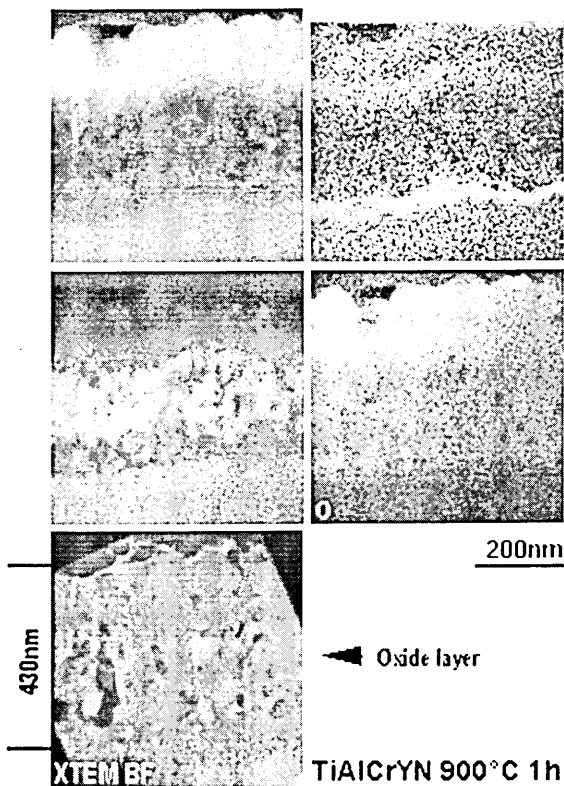 O
200nm
430nm
Oxide layer
XTEM BF
TiAlCrYN 900°C 1h